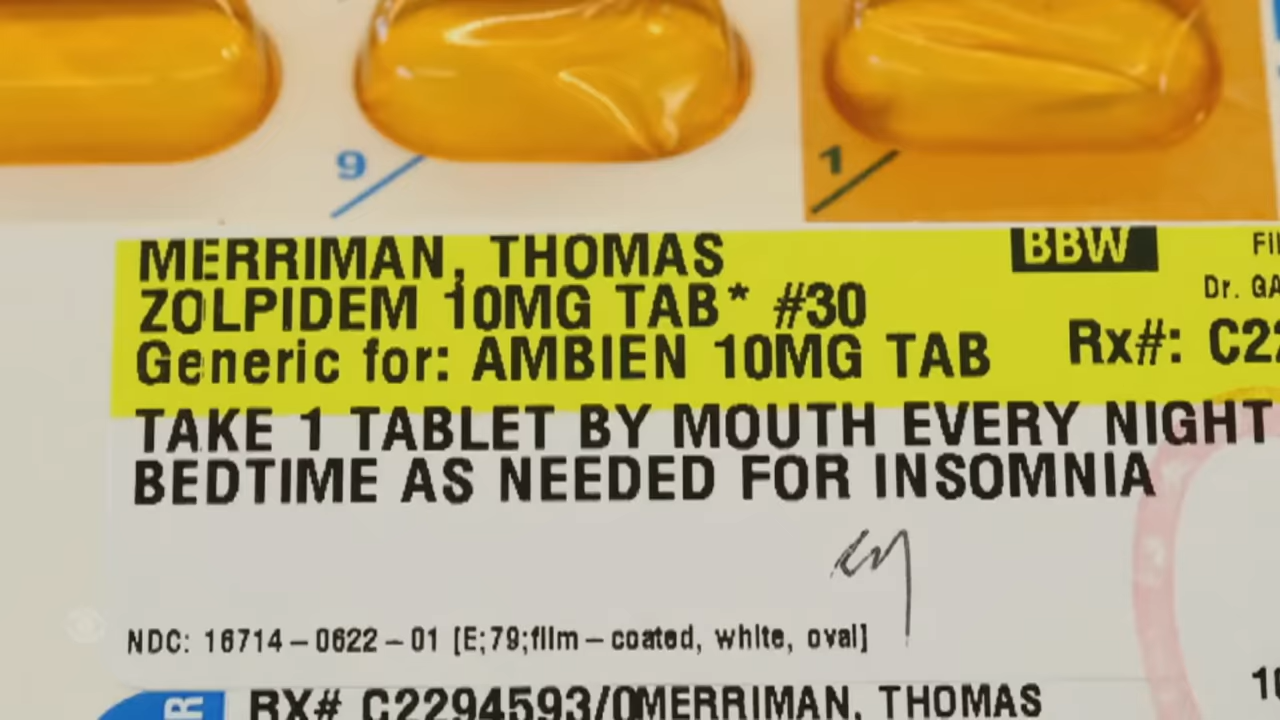 9 1
MERRIMAN, THOMAS BBW
ZOLPIDEM 10MG TAB* #30 Dr.
Generic for: AMBIEN 10MG TAB Rx#:
TAKE 1 TABLET BY MOUTH EVERY NIGHT
BEDTIME AS NEEDED FOR INSOMNIA
NDC: 16714-0622-01 [E;79;film-coated, white, oval]
RX# C2294593/0MERRIMAN, THOMAS